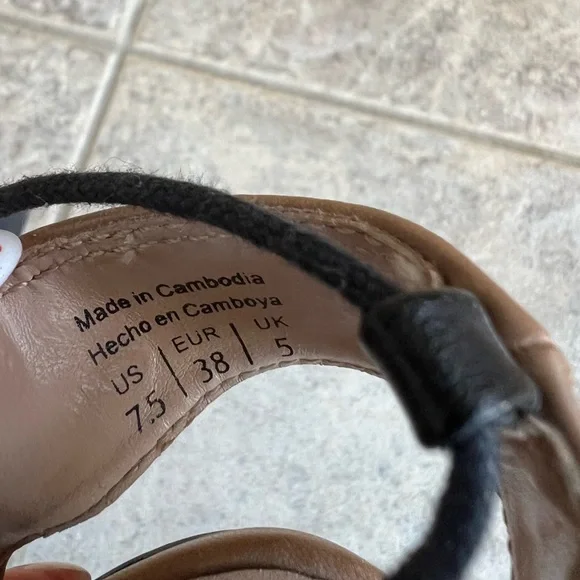 Made in Cambodia
Hecho en Camboya
US | EUR | UK
7.5 | 38 | 5